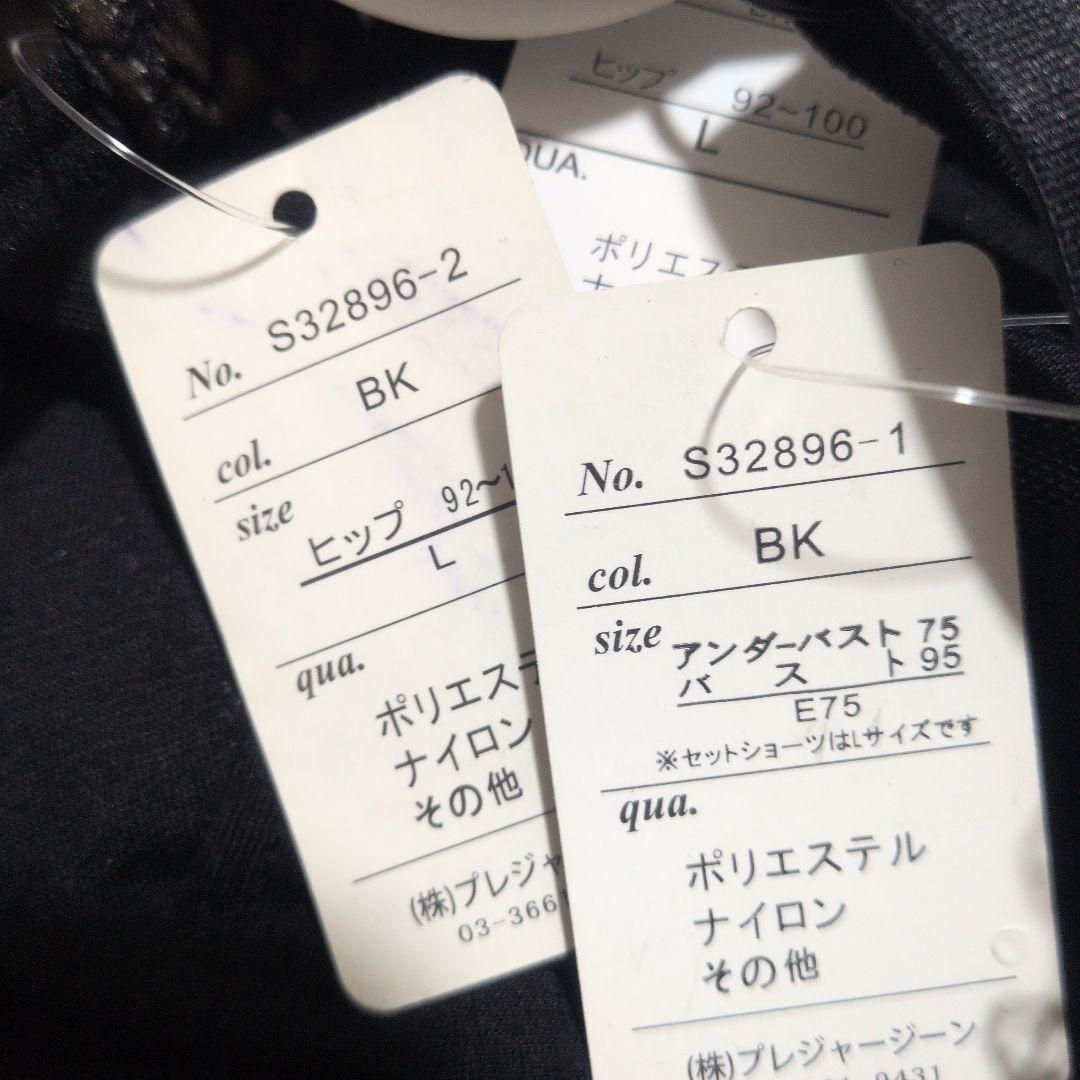 ヒップ 92~100
L
QUA.
ポリエス
No. S32896-2
col. BK
size
ヒップ 92~1
L
qua.
ポリエステ
ナイロン
その他
(株)プレジャ
03-366
No. S32896-1
col. BK
size アンダーバスト 75
バスト 95
E75
※セットショーツはLサイズです
qua.
ポリエステル
ナイロン
その他
(株)プレジャージーン
9431